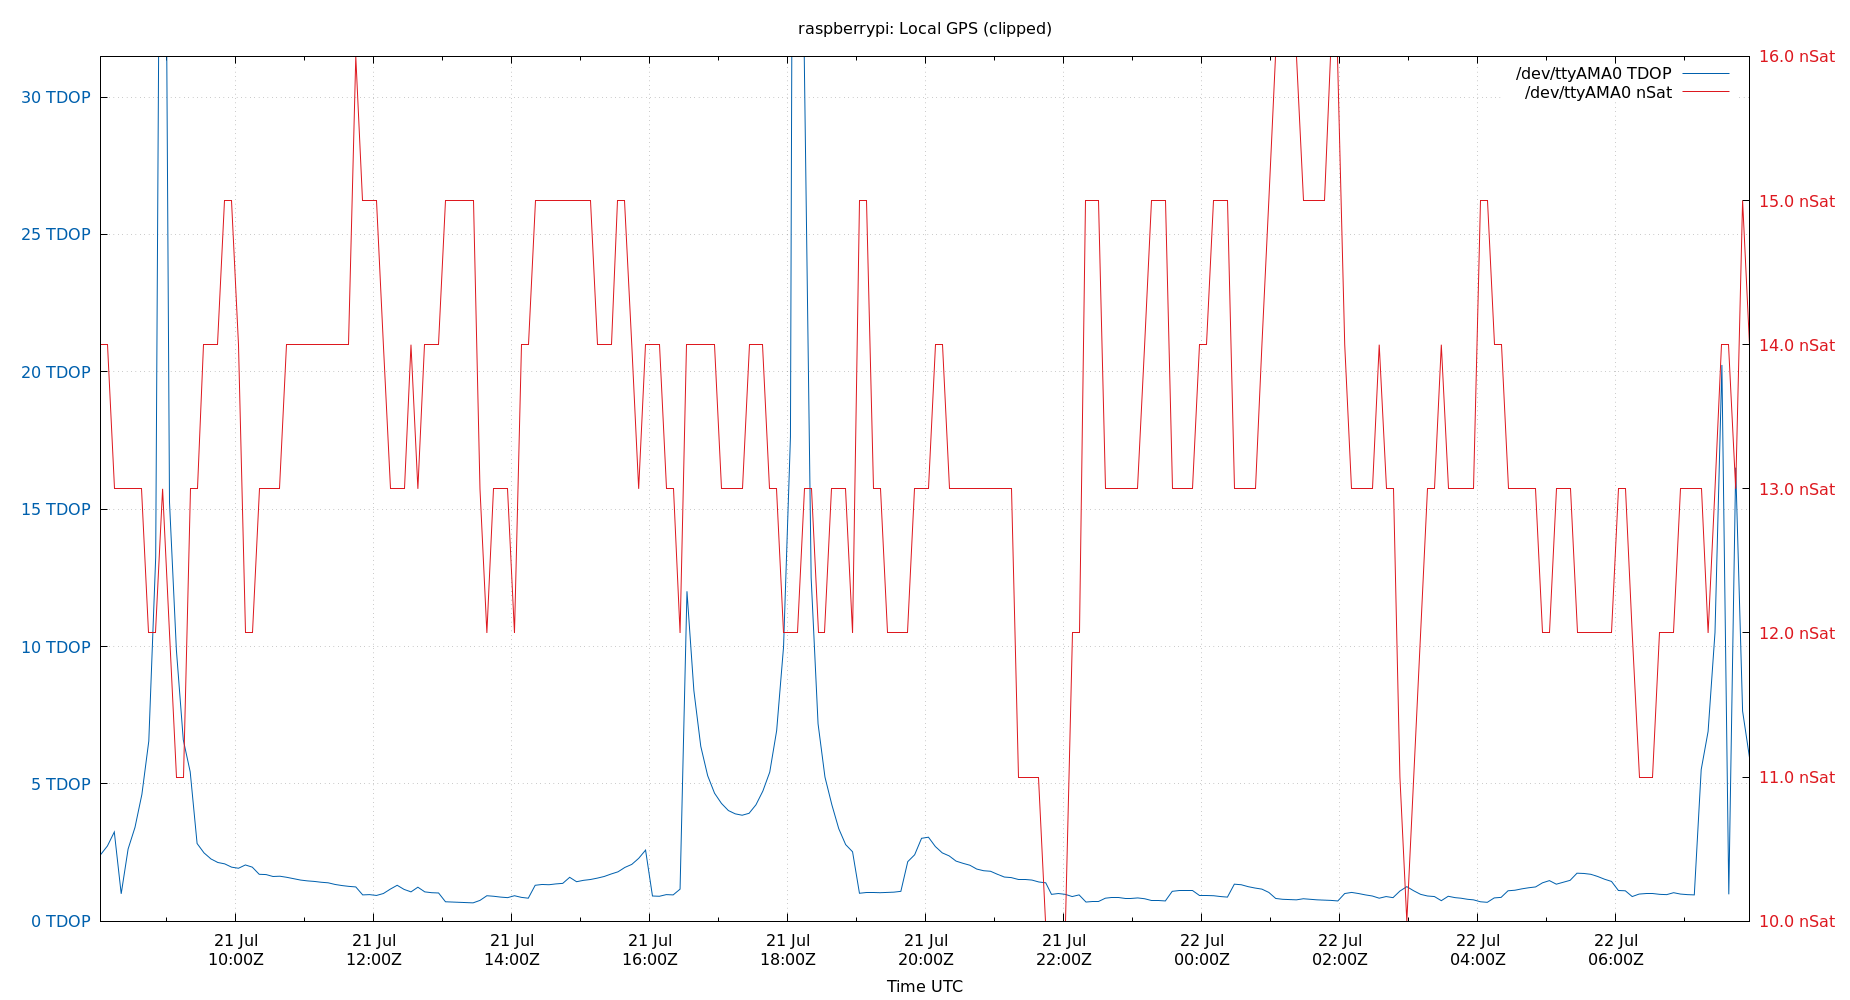 raspberrypi: Local GPS (clipped)
/dev/ttyAMA0 TDOP
/dev/ttyAMA0 nSat
30 TDOP
25 TDOP
20 TDOP
15 TDOP
10 TDOP
5 TDOP
0 TDOP
16.0 nSat
15.0 nSat
14.0 nSat
13.0 nSat
12.0 nSat
11.0 nSat
10.0 nSat
21 Jul
10:00Z
21 Jul
12:00Z
21 Jul
14:00Z
21 Jul
16:00Z
21 Jul
18:00Z
21 Jul
20:00Z
21 Jul
22:00Z
22 Jul
00:00Z
22 Jul
02:00Z
22 Jul
04:00Z
22 Jul
06:00Z
Time UTC